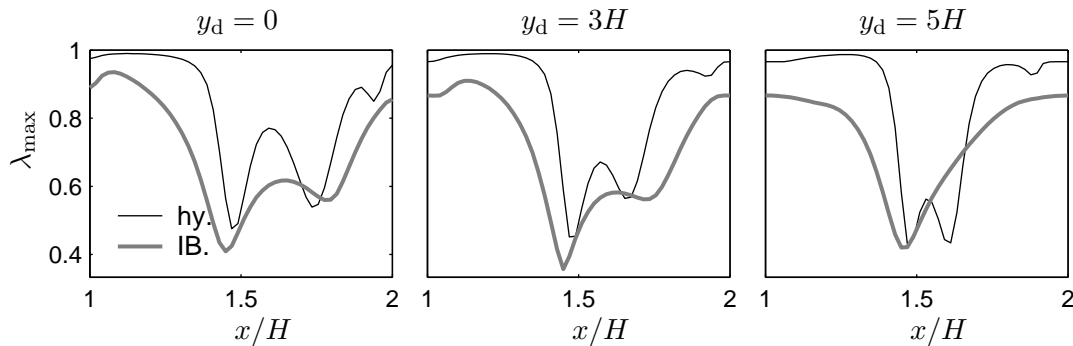 y_d = 0 y_d = 3H y_d = 5H
1
0.8
0.6
0.4
λ_max
hy.
IB.
1 1.5 2 1 1.5 2 1 1.5 2
x/H x/H x/H